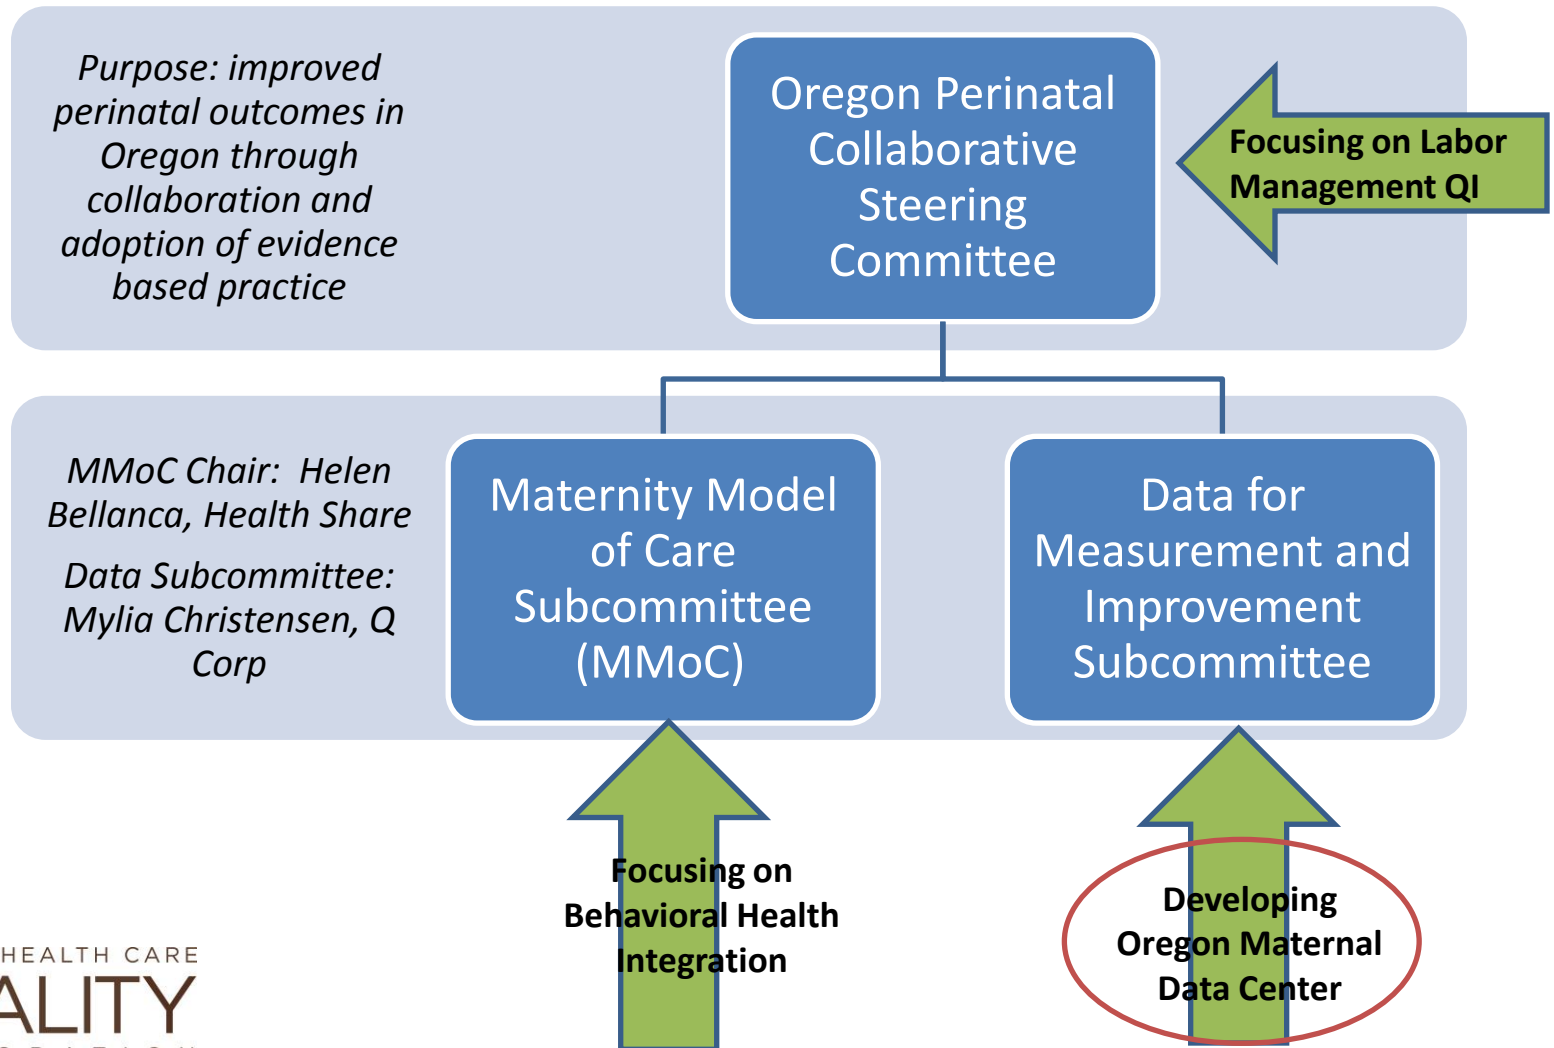 Purpose: improved
perinatal outcomes in
Oregon through
collaboration and
adoption of evidence
based practice
Oregon Perinatal
Collaborative
Steering
Committee
Focusing on Labor
Management QI
MMoC Chair: Helen
Bellanca, Health Share
Data Subcommittee:
Mylia Christensen, Q
Corp
Maternity Model
of Care
Subcommittee
(MMoC)
Data for
Measurement and
Improvement
Subcommittee
Focusing on
Behavioral Health
Integration
Developing
Oregon Maternal
Data Center
HEALTH CARE
ALITY